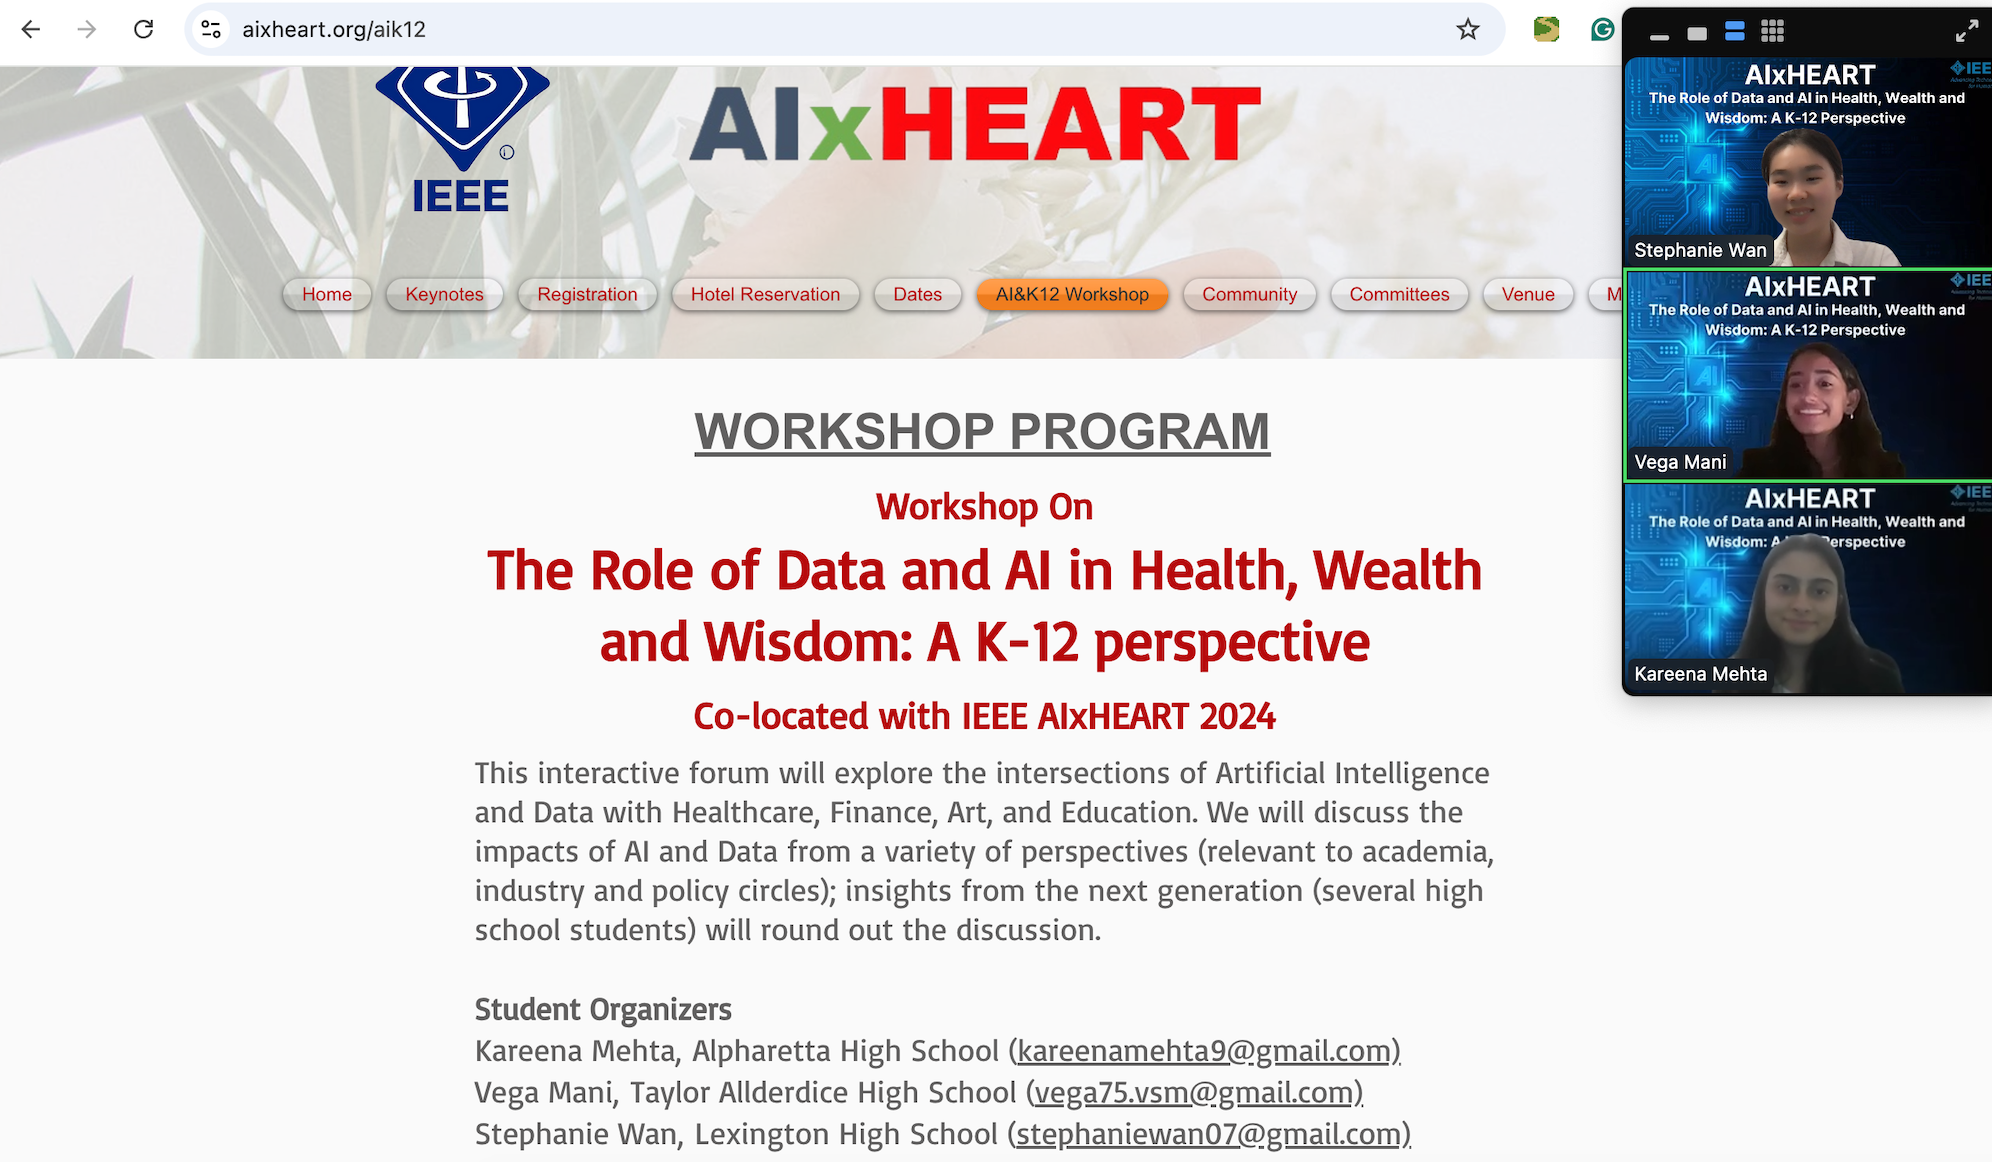 aixheart.org/aik12
IEEE
AIxHEART
Home
Keynotes
Registration
Hotel Reservation
Dates
AI&K12 Workshop
Community
Committees
Venue
M
WORKSHOP PROGRAM
Workshop On
The Role of Data and AI in Health, Wealth
and Wisdom: A K-12 perspective
Co-located with IEEE AIxHEART 2024
This interactive forum will explore the intersections of Artificial Intelligence
and Data with Healthcare, Finance, Art, and Education. We will discuss the
impacts of AI and Data from a variety of perspectives (relevant to academia,
industry and policy circles); insights from the next generation (several high
school students) will round out the discussion.
Student Organizers
Kareena Mehta, Alpharetta High School (kareenamehta9@gmail.com)
Vega Mani, Taylor Allderdice High School (vega75.vsm@gmail.com)
Stephanie Wan, Lexington High School (stephaniewan07@gmail.com)
AIxHEART
IEE
The Role of Data and AI in Health, Wealth and
Wisdom: A K-12 Perspective
AI
Stephanie Wan
AIxHEART
IEE
The Role of Data and AI in Health, Wealth and
Wisdom: A K-12 Perspective
AI
Vega Mani
AIxHEART
IEE
The Role of Data and AI in Health, Wealth and
Wisdom: A erspective
AI
Kareena Mehta